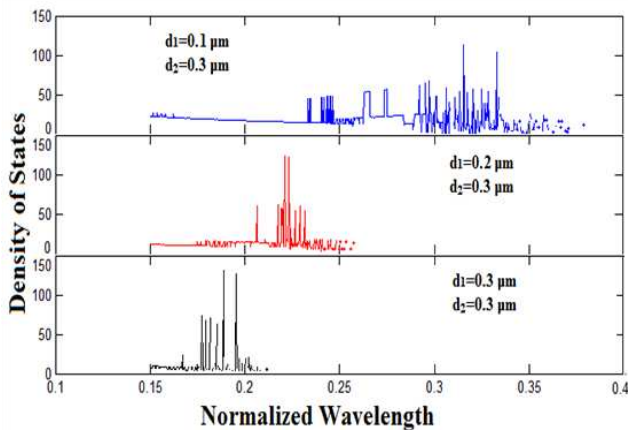 150
100
50
0
d1=0.1 µm
d2=0.3 µm
150
100
50
0
d1=0.2 µm
d2=0.3 µm
150
100
50
0
d1=0.3 µm
d2=0.3 µm
0.1 0.15 0.2 0.25 0.3 0.35 0.4
Density of States
Normalized Wavelength